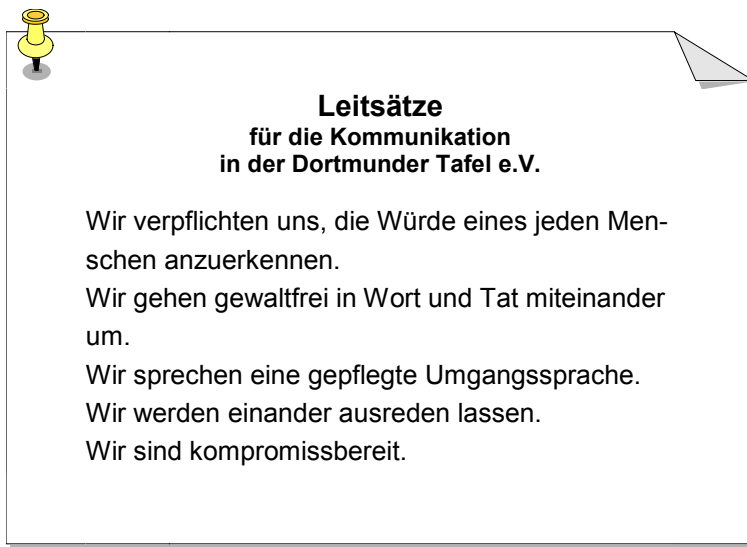 Leitsätze
für die Kommunikation
in der Dortmunder Tafel e.V.
Wir verpflichten uns, die Würde eines jeden Men-
schen anzuerkennen.
Wir gehen gewaltfrei in Wort und Tat miteinander
um.
Wir sprechen eine gepflegte Umgangssprache.
Wir werden einander ausreden lassen.
Wir sind kompromissbereit.